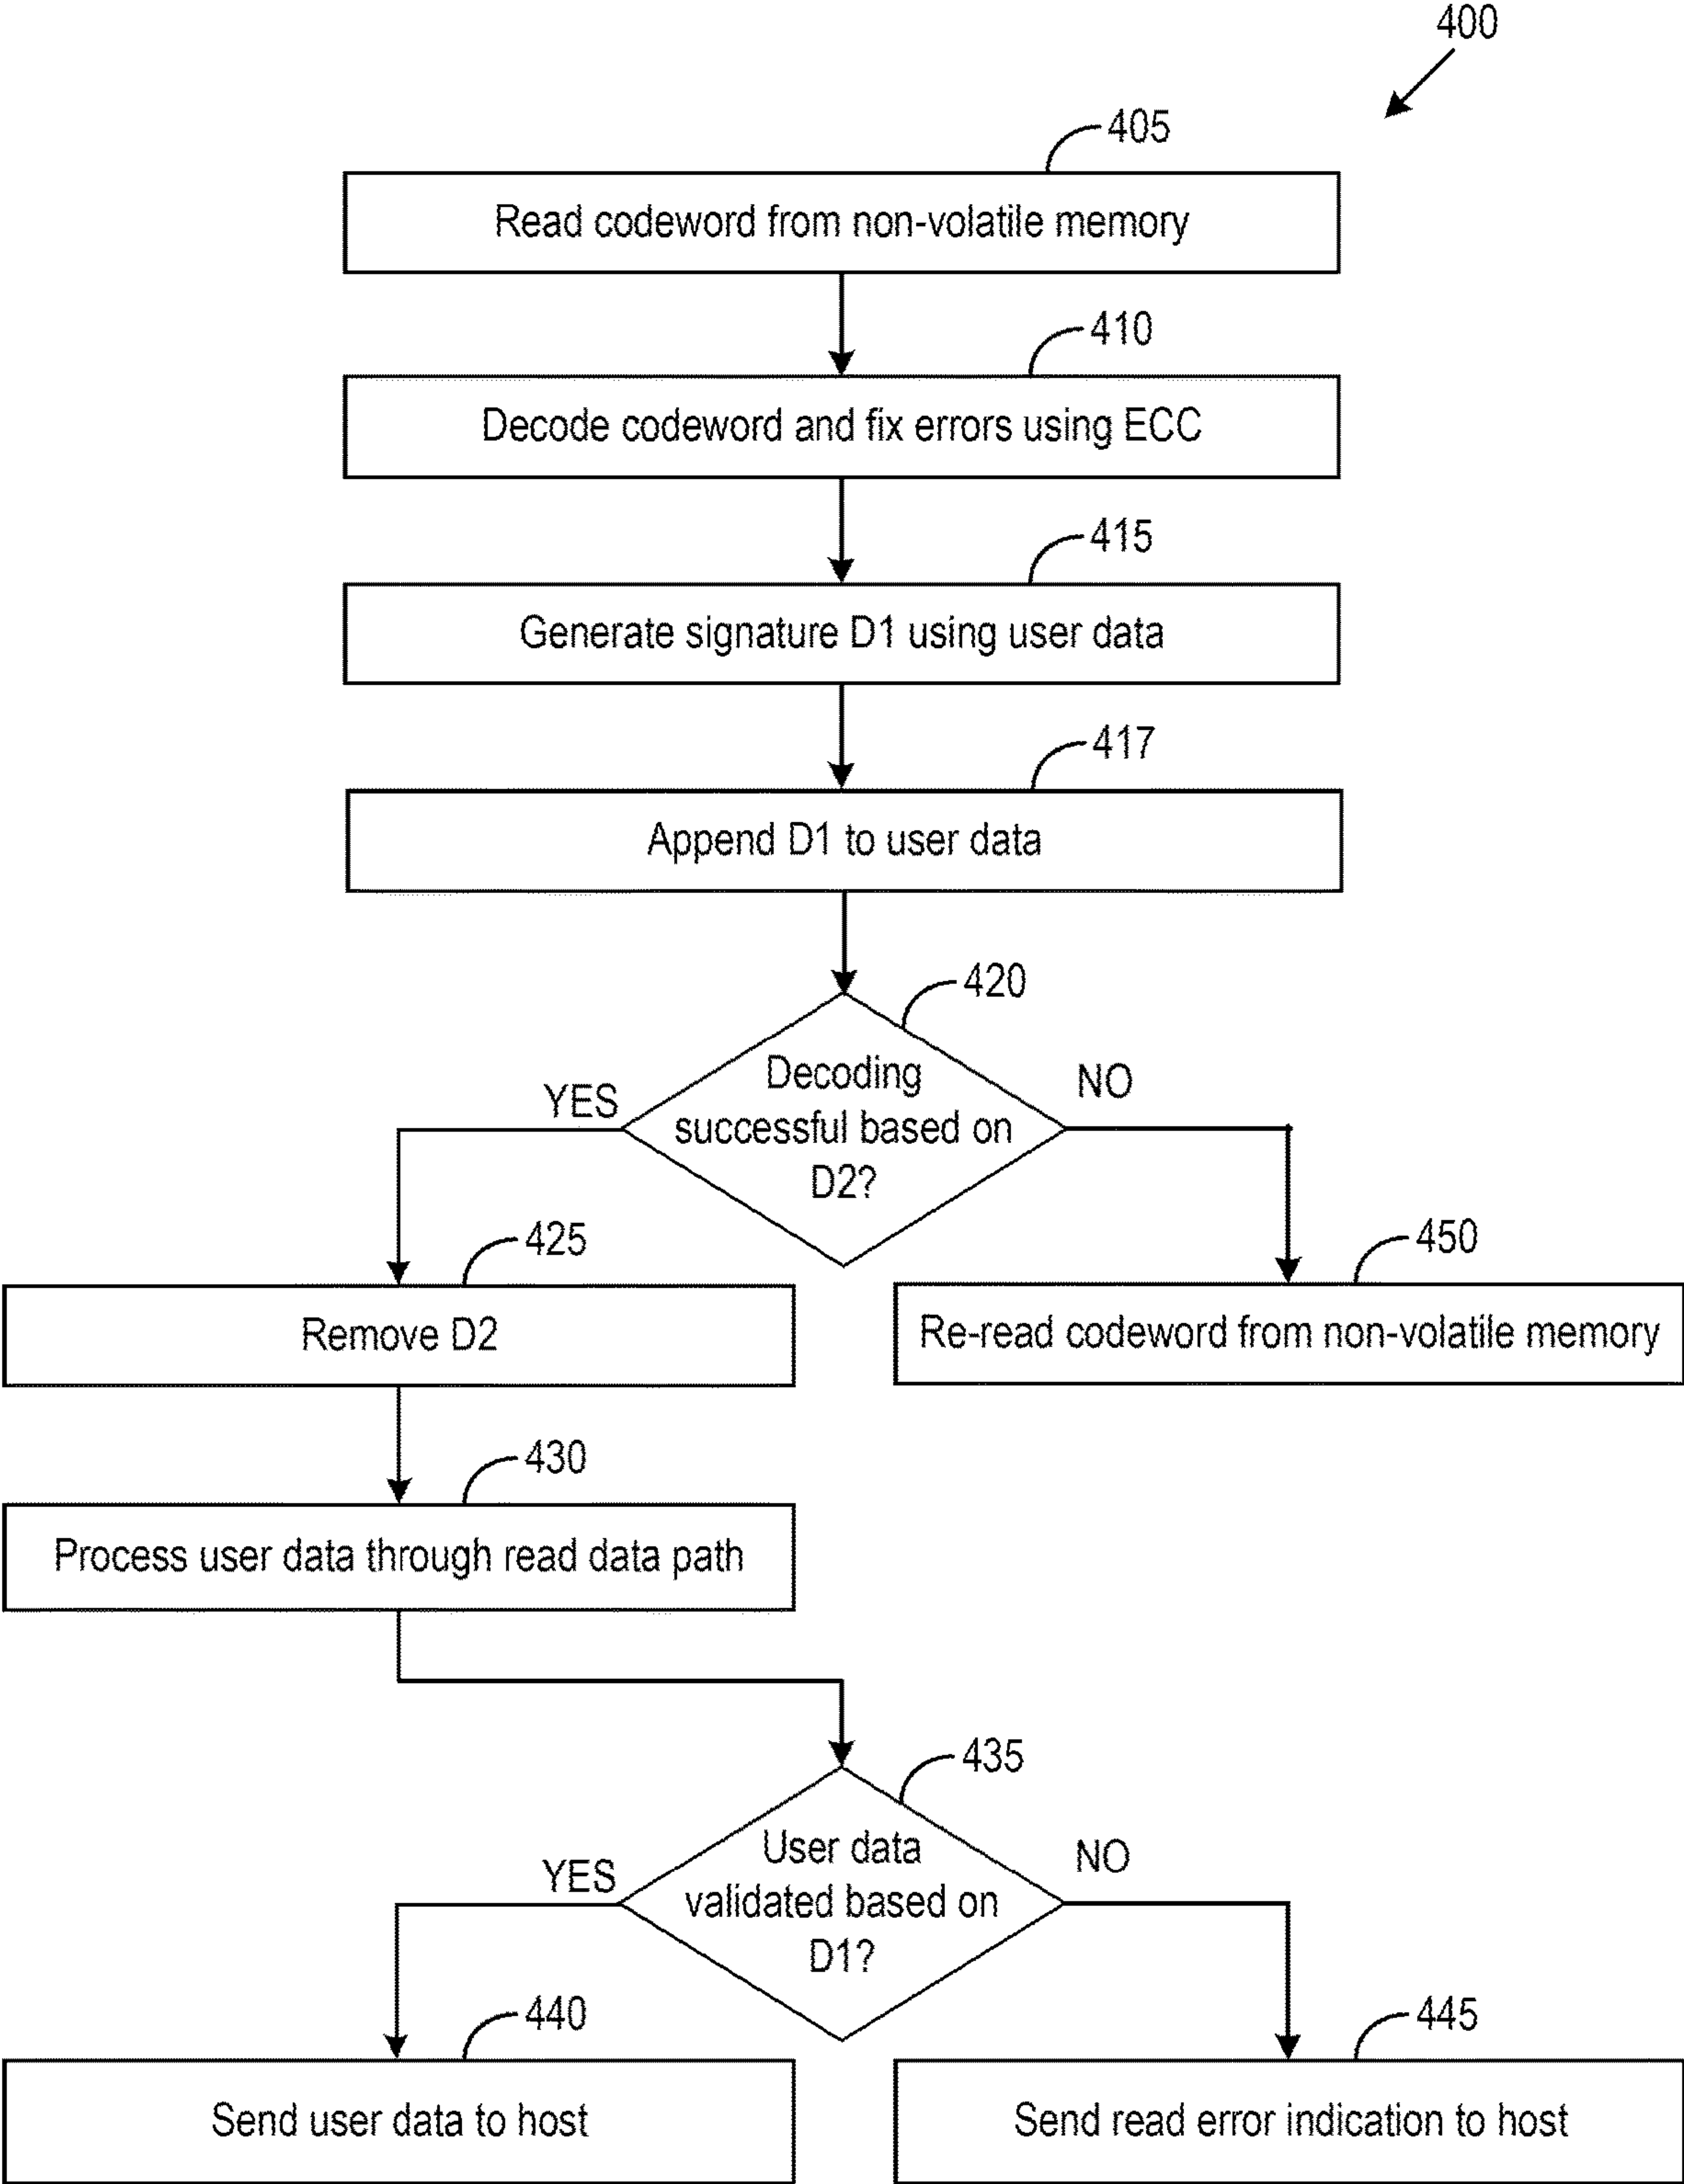 400
405
Read codeword from non-volatile memory
410
Decode codeword and fix errors using ECC
415
Generate signature D1 using user data
417
Append D1 to user data
420
Decoding
successful based on
D2?
YES
NO
425
Remove D2
450
Re-read codeword from non-volatile memory
430
Process user data through read data path
435
User data
validated based on
D1?
YES
NO
440
Send user data to host
445
Send read error indication to host